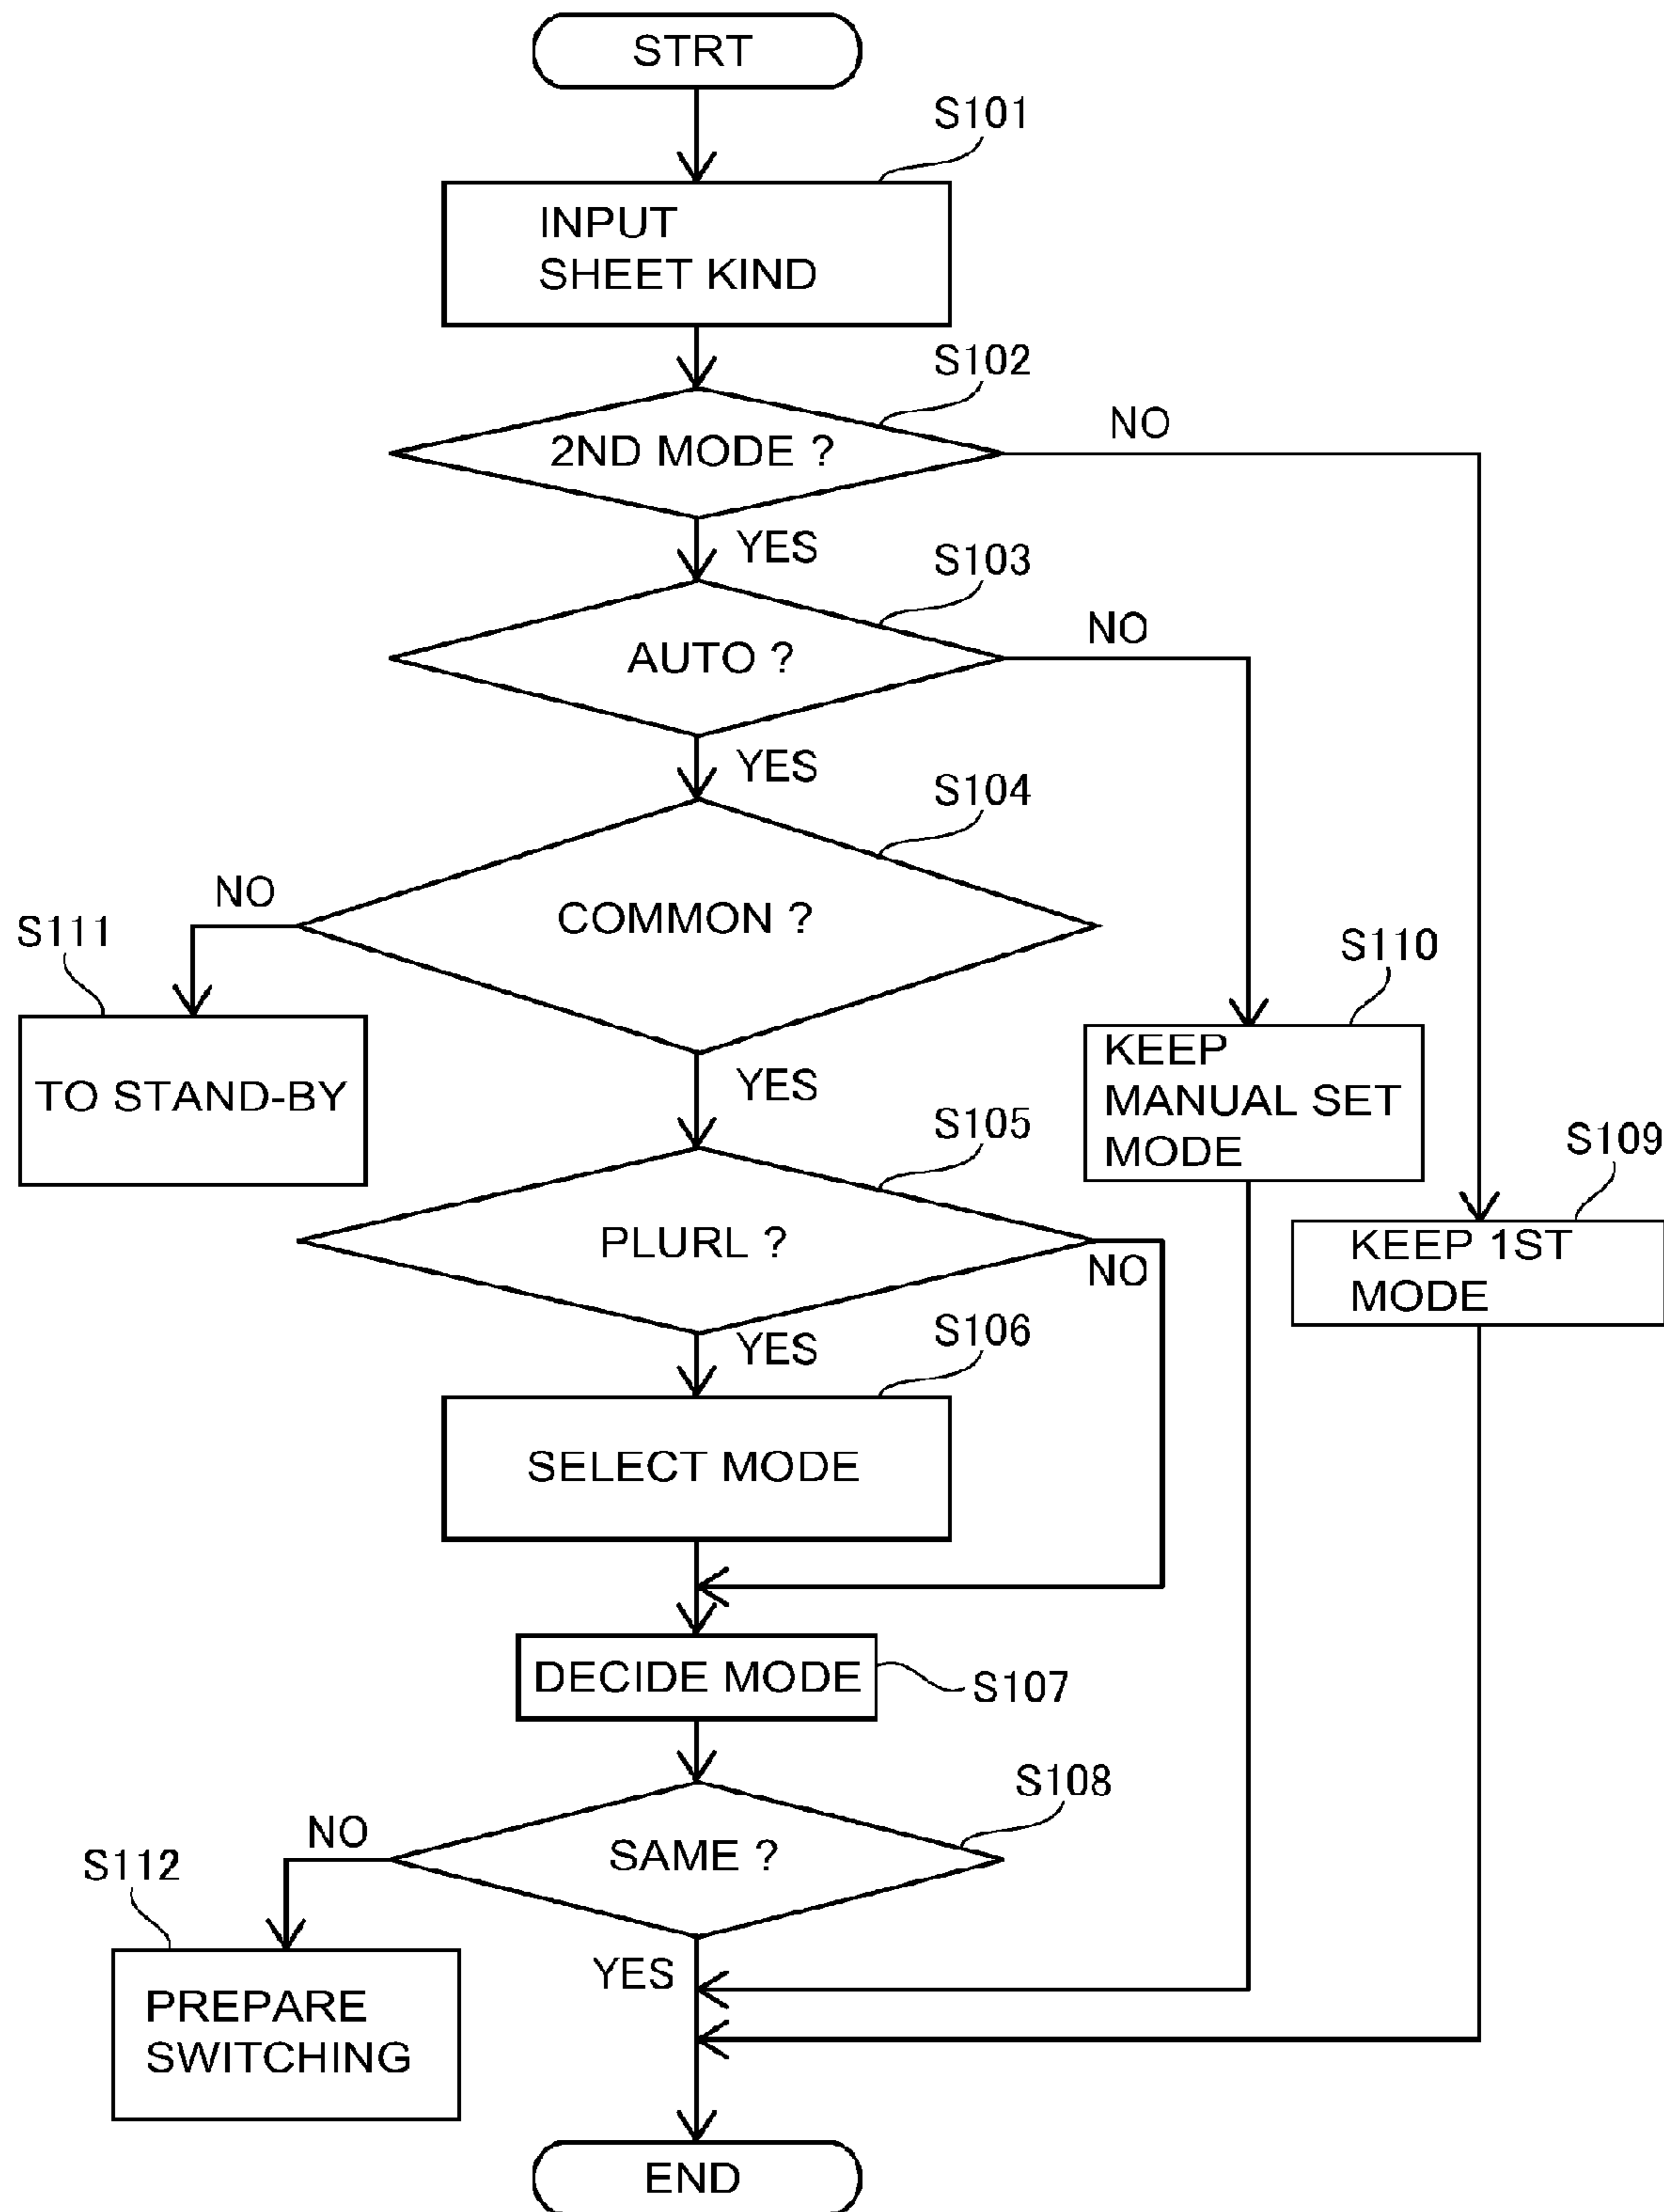 STRT
S101
INPUT
SHEET KIND
S102
2ND MODE ?
NO
YES
S103
AUTO ?
NO
YES
S104
COMMON ?
NO
S111
TO STAND-BY
S110
KEEP
MANUAL SET
MODE
YES
S105
PLURL ?
NO
S109
KEEP 1ST
MODE
YES
S106
SELECT MODE
DECIDE MODE
S107
S108
SAME ?
NO
S112
PREPARE
SWITCHING
YES
END